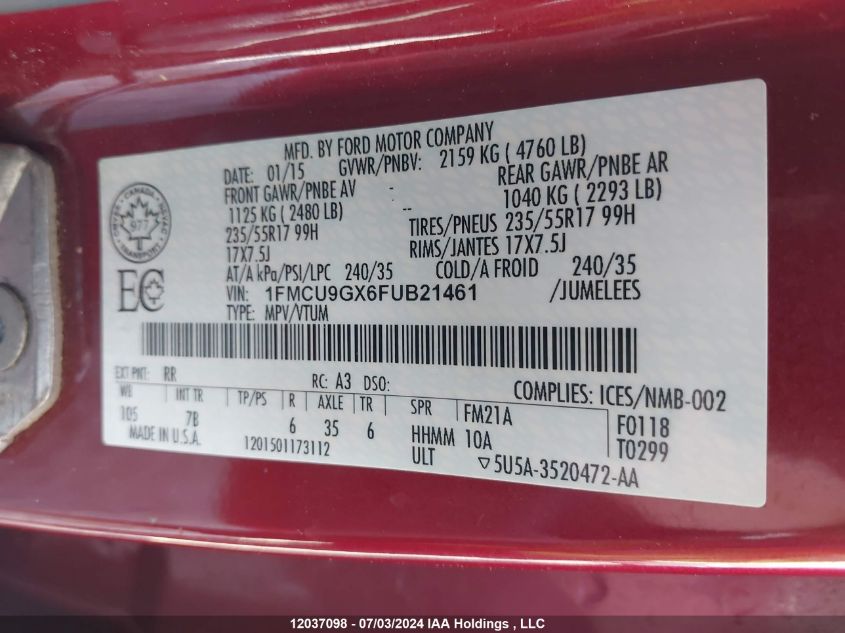 MFD. BY FORD MOTOR COMPANY
DATE: 01/15 GVWR/PNBV: 2159 KG ( 4760 LB)
FRONT GAWR/PNBE AV - REAR GAWR/PNBE AR
1125 KG ( 2480 LB) -- 1040 KG ( 2293 LB)
235/55R17 99H TIRES/PNEUS 235/55R17 99H
17X7.5J RIMS/JANTES 17X7.5J
AT/A kPa/PSI/LPC 240/35 COLD/A FROID 240/35
VIN: 1FMCU9GX6FUB21461 /JUMELEES
TYPE: MPV/VTUM
CANADA
977
EC
EXT PNT: RR RC: A3 DSO: COMPLIES: ICES/NMB-002
WB INT TR TP/PS R AXLE TR SPR FM21A F0118
105 7B 6 35 6 HHMM 10A T0299
MADE IN U.S.A. 1201501173112 ULT ▽5U5A-3520472-AA
12037098 - 07/03/2024 IAA Holdings , LLC